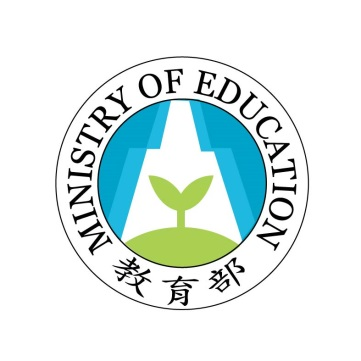 MINISTRY OF EDUCATION
教育部